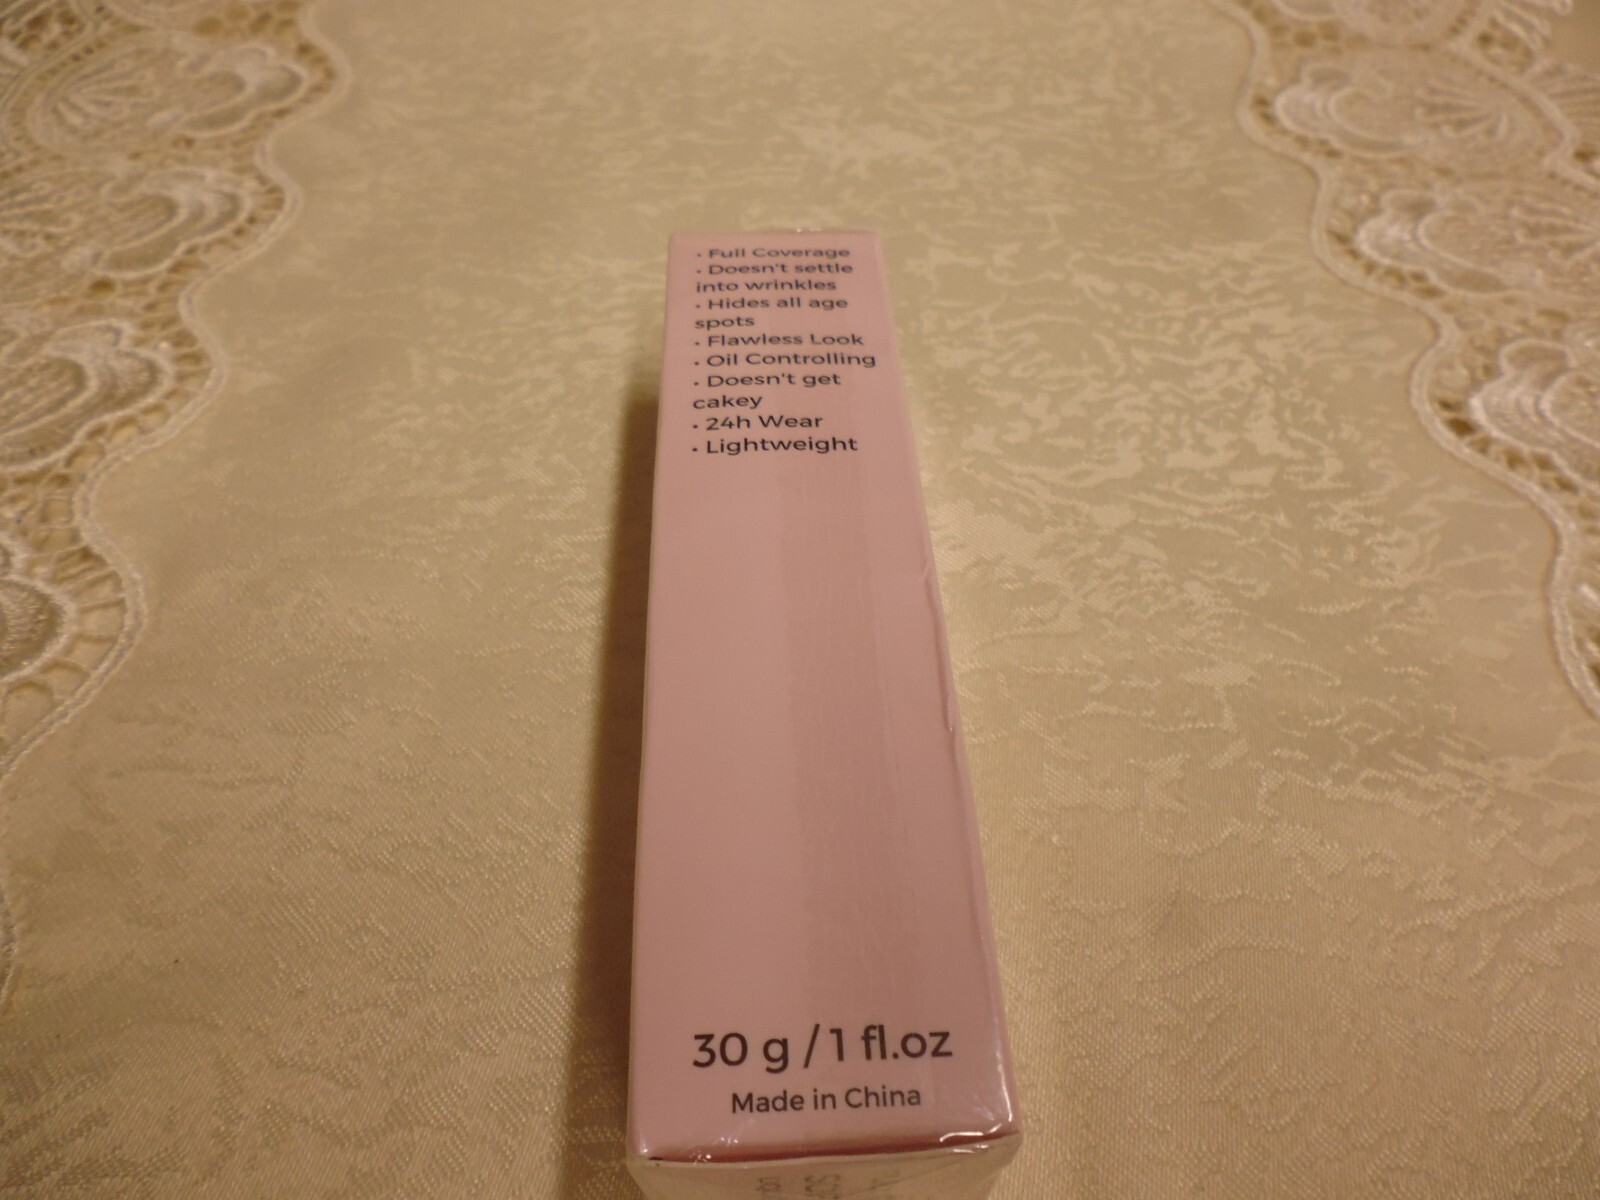 • Full Coverage
• Doesn't settle
into wrinkles
• Hides all age
spots
• Flawless Look
• Oil Controlling
• Doesn't get
cakey
• 24h Wear
• Lightweight
30 g / 1 fl.oz
Made in China